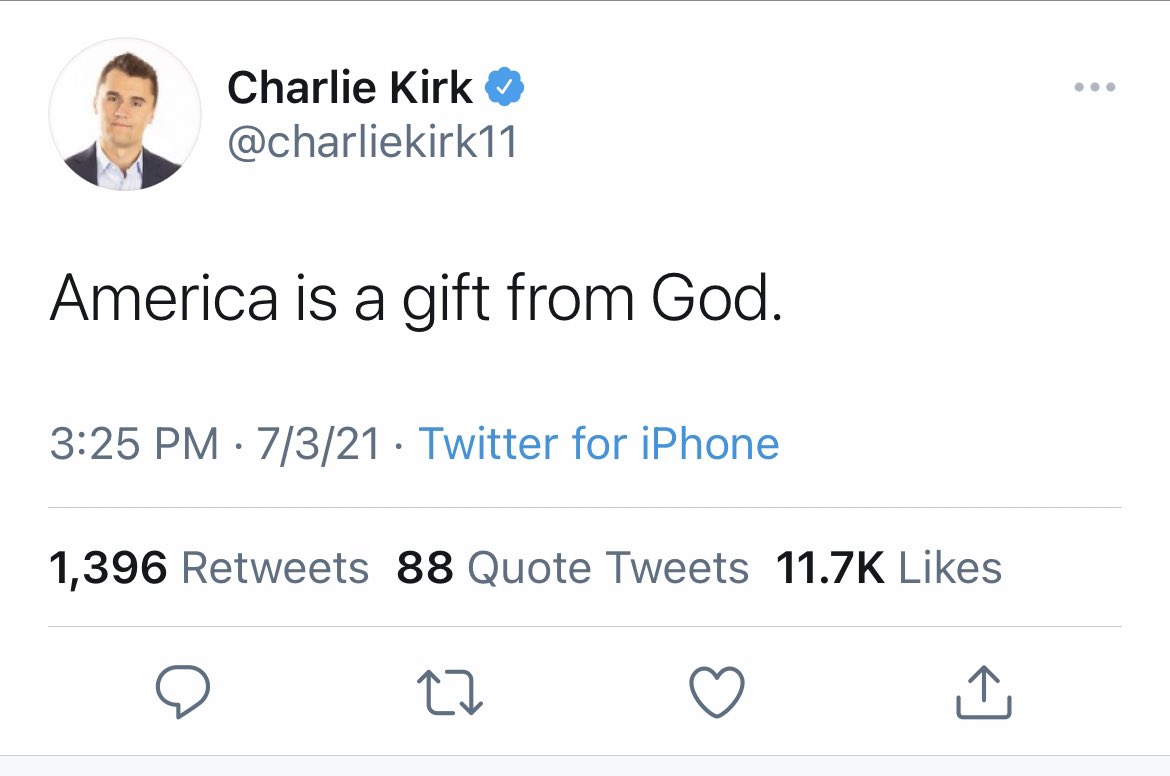 Charlie Kirk
@charliekirk11
America is a gift from God.
3:25 PM · 7/3/21 · Twitter for iPhone
1,396 Retweets 88 Quote Tweets 11.7K Likes